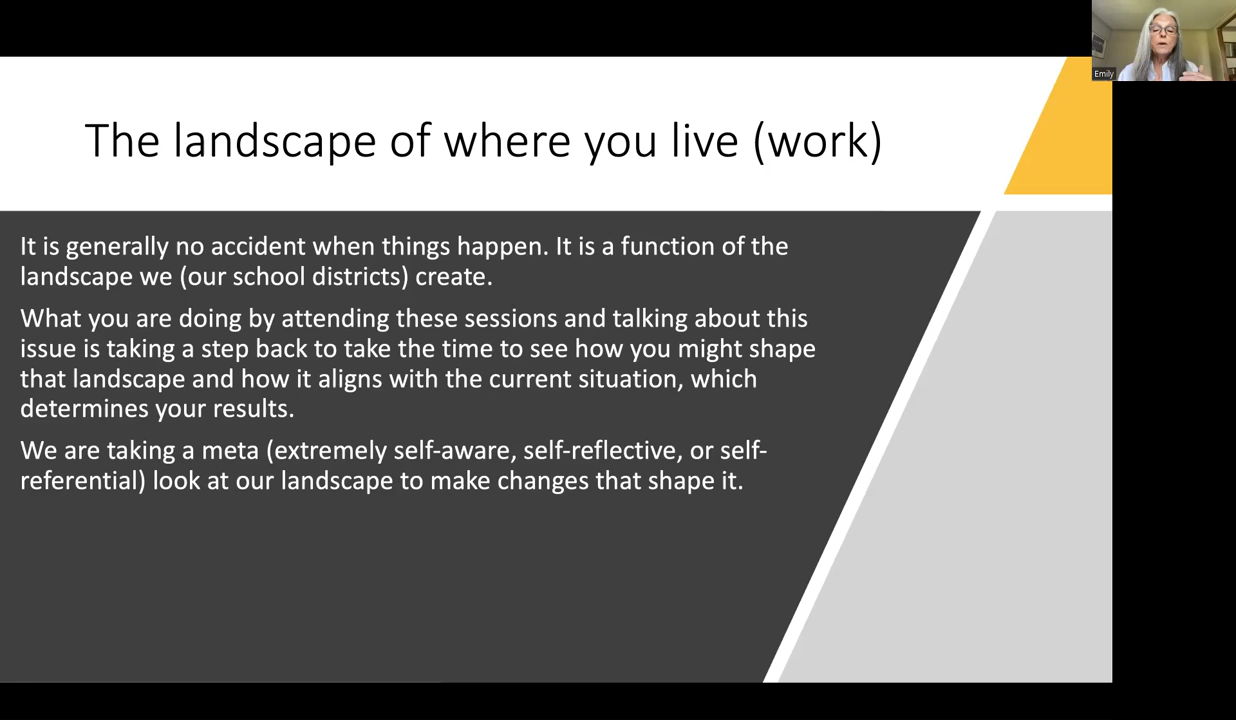 Emily
The landscape of where you live (work)
It is generally no accident when things happen. It is a function of the
landscape we (our school districts) create.
What you are doing by attending these sessions and talking about this
issue is taking a step back to take the time to see how you might shape
that landscape and how it aligns with the current situation, which
determines your results.
We are taking a meta (extremely self-aware, self-reflective, or self-
referential) look at our landscape to make changes that shape it.